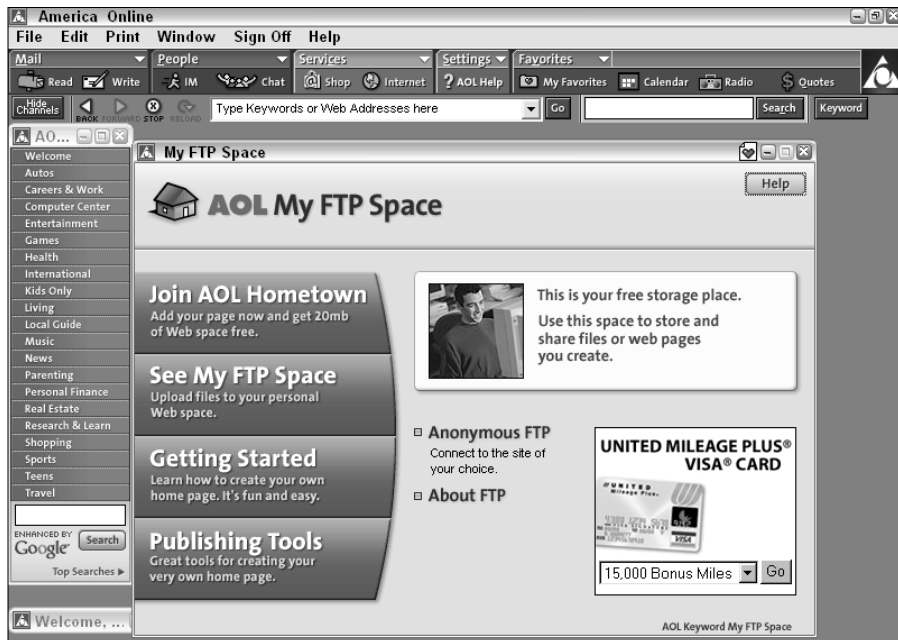 America Online
File Edit Print Window Sign Off Help
Mail People Services Settings Favorites
Read Write IM Chat Shop Internet ? AOL Help My Favorites Calendar Radio $ Quotes
Hide Channels BACK FORWARD STOP RELOAD Type Keywords or Web Addresses here Go Search Keyword
AO...
Welcome
Autos
Careers & Work
Computer Center
Entertainment
Games
Health
International
Kids Only
Living
Local Guide
Music
News
Parenting
Personal Finance
Real Estate
Research & Learn
Shopping
Sports
Teens
Travel
ENHANCED BY
Google
Search
Top Searches
Welcome, ...
My FTP Space
AOL My FTP Space
Help
Join AOL Hometown
Add your page now and get 20mb
of Web space free.
See My FTP Space
Upload files to your personal
Web space.
Getting Started
Learn how to create your own
home page. It's fun and easy.
Publishing Tools
Great tools for creating your
very own home page.
This is your free storage place.
Use this space to store and
share files or web pages
you create.
Anonymous FTP
Connect to the site of
your choice.
About FTP
UNITED MILEAGE PLUS®
VISA® CARD
UNITED
Mileage Plus
VISA
15,000 Bonus Miles Go
AOL Keyword My FTP Space